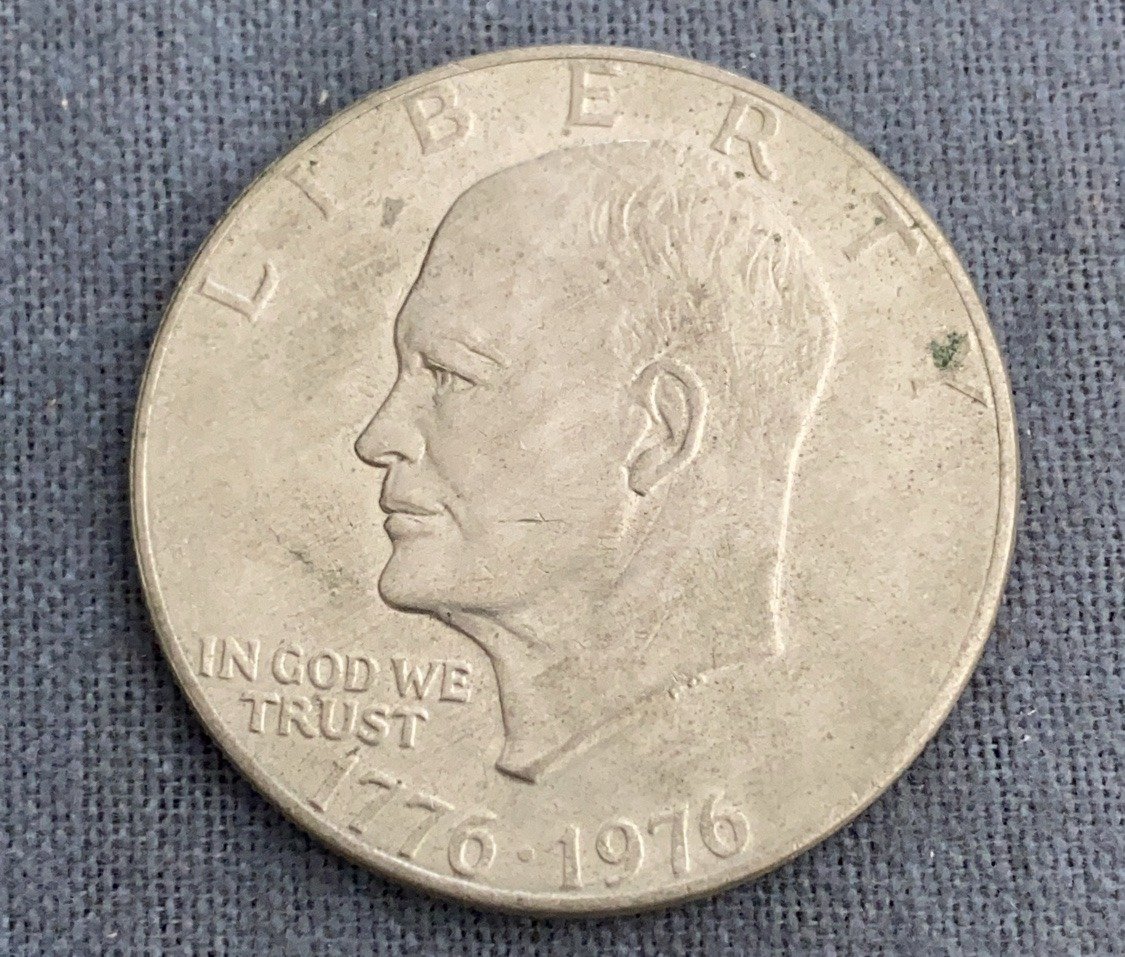 LIBERTY
IN GOD WE
TRUST
1776 · 1976